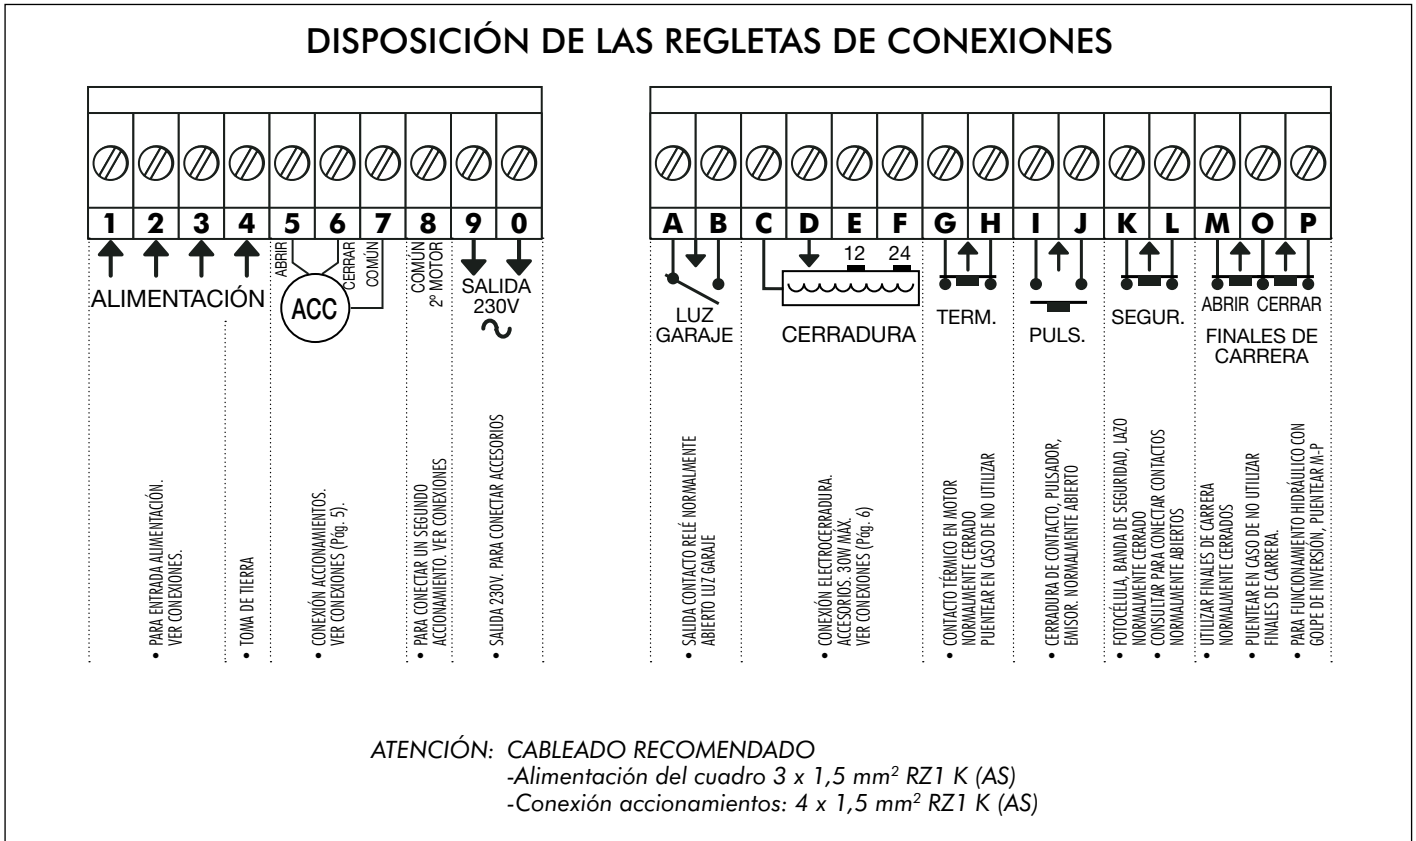 DISPOSICIÓN DE LAS REGLETAS DE CONEXIONES
1 2 3 4 5 6 7 8 9 0
ALIMENTACIÓN
ABRIR
CERRAR
COMÚN
ACC
COMÚN
2º MOTOR
SALIDA
230V
A B C D E F G H I J K L M O P
LUZ
GARAJE
12 24
CERRADURA
TERM.
PULS.
SEGUR.
ABRIR CERRAR
FINALES DE
CARRERA
• PARA ENTRADA ALIMENTACIÓN.
VER CONEXIONES.
• TOMA DE TIERRA
• CONEXIÓN ACCIONAMIENTOS.
VER CONEXIONES (Pág. 5).
• PARA CONECTAR UN SEGUNDO
ACCIONAMIENTO. VER CONEXIONES
• SALIDA 230V. PARA CONECTAR ACCESORIOS
• SALIDA CONTACTO RELÉ NORMALMENTE
ABIERTO LUZ GARAJE
• CONEXIÓN ELECTROCERRADURA.
ACCESORIOS. 30W MÁX.
VER CONEXIONES (Pág. 6)
• CONTACTO TÉRMICO EN MOTOR
NORMALMENTE CERRADO
PUENTEAR EN CASO DE NO UTILIZAR
• CERRADURA DE CONTACTO, PULSADOR,
EMISOR. NORMALMENTE ABIERTO
• FOTOCÉLULA, BANDA DE SEGURIDAD, LAZO
NORMALMENTE CERRADO
• CONSULTAR PARA CONECTAR CONTACTOS
NORMALMENTE ABIERTOS
• UTILIZAR FINALES DE CARRERA
NORMALMENTE CERRADOS
• PUENTEAR EN CASO DE NO UTILIZAR
FINALES DE CARRERA.
• PARA FUNCIONAMIENTO HIDRÁULICO CON
GOLPE DE INVERSIÓN, PUENTEAR M-P
ATENCIÓN: CABLEADO RECOMENDADO
-Alimentación del cuadro 3 x 1,5 mm² RZ1 K (AS)
-Conexión accionamientos: 4 x 1,5 mm² RZ1 K (AS)